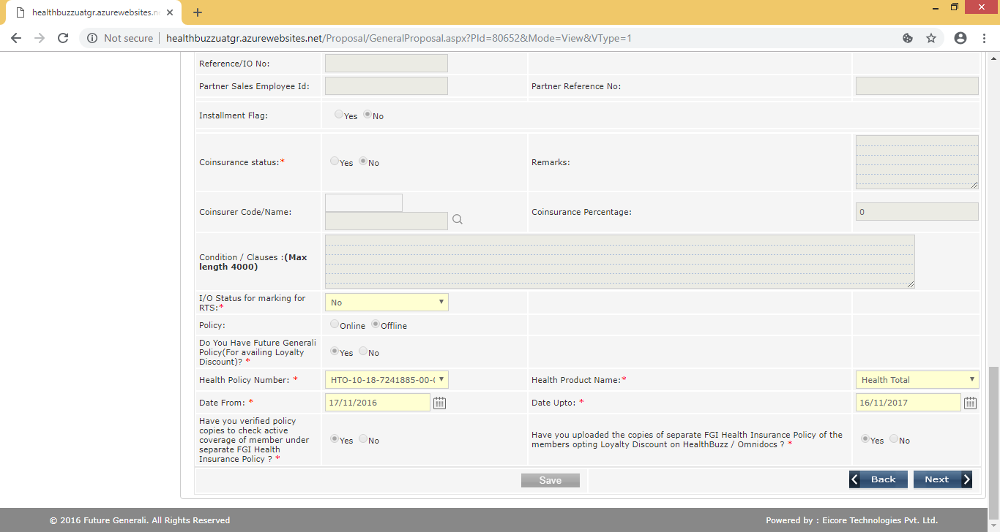 healthbuzzuatgr.azurewebsites.n
Not secure
healthbuzzuatgr.azurewebsites.net/Proposal/GeneralProposal.aspx?PId=80652&Mode=View&VType=1
Reference/IO No:
Partner Sales Employee Id:
Partner Reference No:
Installment Flag:
Yes No
Coinsurance status:*
Yes No
Remarks:
Coinsurer Code/Name:
Coinsurance Percentage:
0
Condition / Clauses :(Max
length 4000)
I/O Status for marking for
RTS:*
No
Policy:
Online Offline
Do You Have Future Generali
Policy(For availing Loyalty
Discount)? *
Yes No
Health Policy Number: *
HTO-10-18-7241885-00-
Health Product Name:*
Health Total
Date From: *
17/11/2016
Date Upto: *
16/11/2017
Have you verified policy
copies to check active
coverage of member under
separate FGI Health
Insurance Policy ? *
Yes No
Have you uploaded the copies of separate FGI Health Insurance Policy of the
members opting Loyalty Discount on HealthBuzz / Omnidocs ? *
Yes No
Save
Back
Next
© 2016 Future Generali. All Rights Reserved
Powered by : Eicore Technologies Pvt. Ltd.